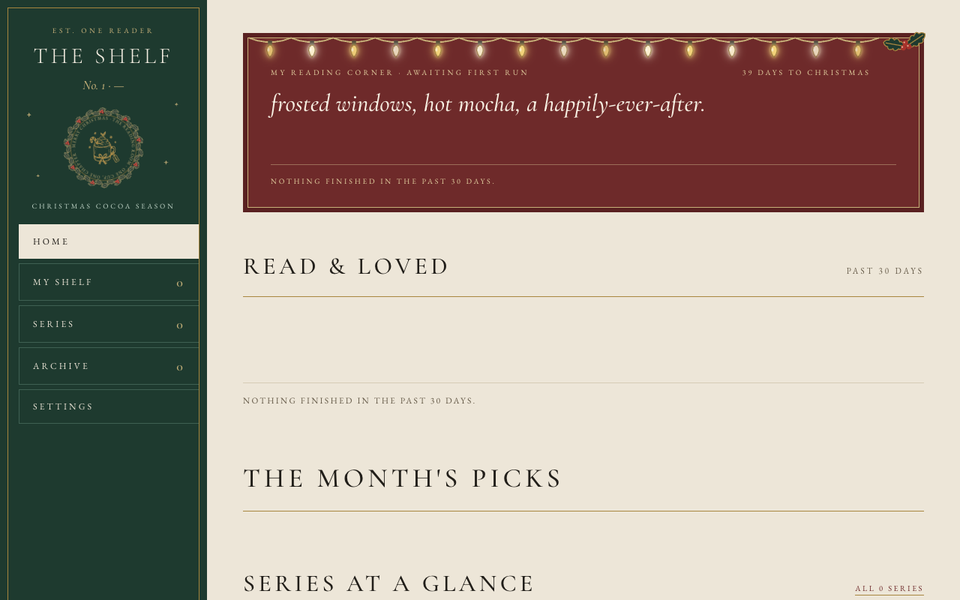 EST. ONE READER
THE SHELF
No. 1 · —
CHRISTMAS COCOA SEASON
HOME
MY SHELF 0
SERIES 0
ARCHIVE 0
SETTINGS
MY READING CORNER · AWAITING FIRST RUN
39 DAYS TO CHRISTMAS
frosted windows, hot mocha, a happily-ever-after.
NOTHING FINISHED IN THE PAST 30 DAYS.
READ & LOVED
PAST 30 DAYS
NOTHING FINISHED IN THE PAST 30 DAYS.
THE MONTH'S PICKS
SERIES AT A GLANCE
ALL 0 SERIES